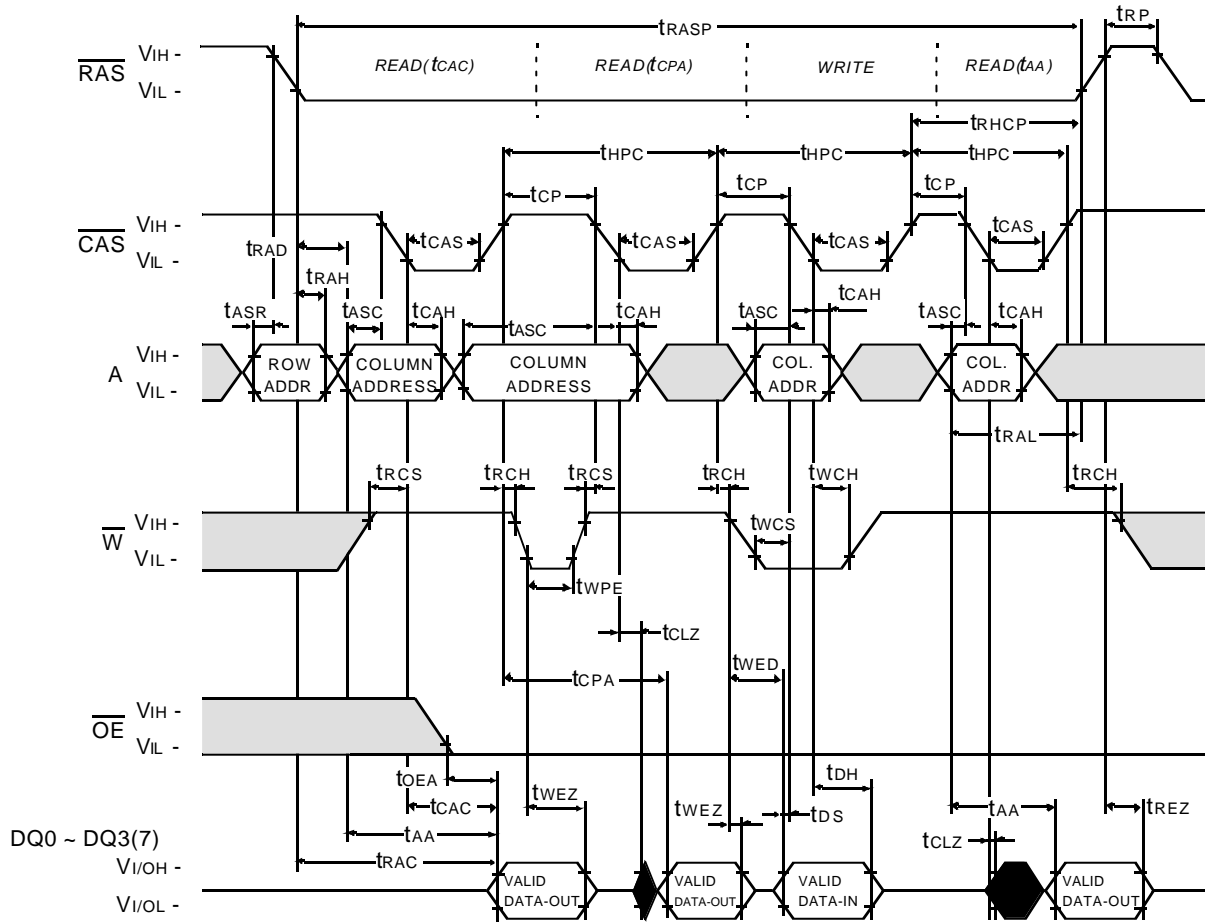 tRASP
tRP
RAS
VIH -
VIL -
READ(tCAC)
READ(tCPA)
WRITE
READ(tAA)
tRHCP
tHPC
tHPC
tHPC
tCP
tCP
tCP
CAS
VIH -
VIL -
tCAS
tCAS
tCAS
tCAS
tRAD
tRAH
tASR
tASC
tCAH
tASC
tCAH
tASC
tCAH
tASC
tCAH
A
VIH -
VIL -
ROW
ADDR
COLUMN
ADDRESS
COLUMN
ADDRESS
COL.
ADDR
COL.
ADDR
tRAL
tRCS
tRCH
tRCS
tRCH
tWCH
tRCH
W
VIH -
VIL -
tWCS
tWPE
tCLZ
tCPA
tWED
OE
VIH -
VIL -
tOEA
tCAC
tAA
tRAC
tWEZ
tWEZ
tDH
tDS
tAA
tCLZ
tREZ
DQ0 ~ DQ3(7)
VI/OH -
VI/OL -
VALID
DATA-OUT
VALID
DATA-OUT
VALID
DATA-IN
VALID
DATA-OUT